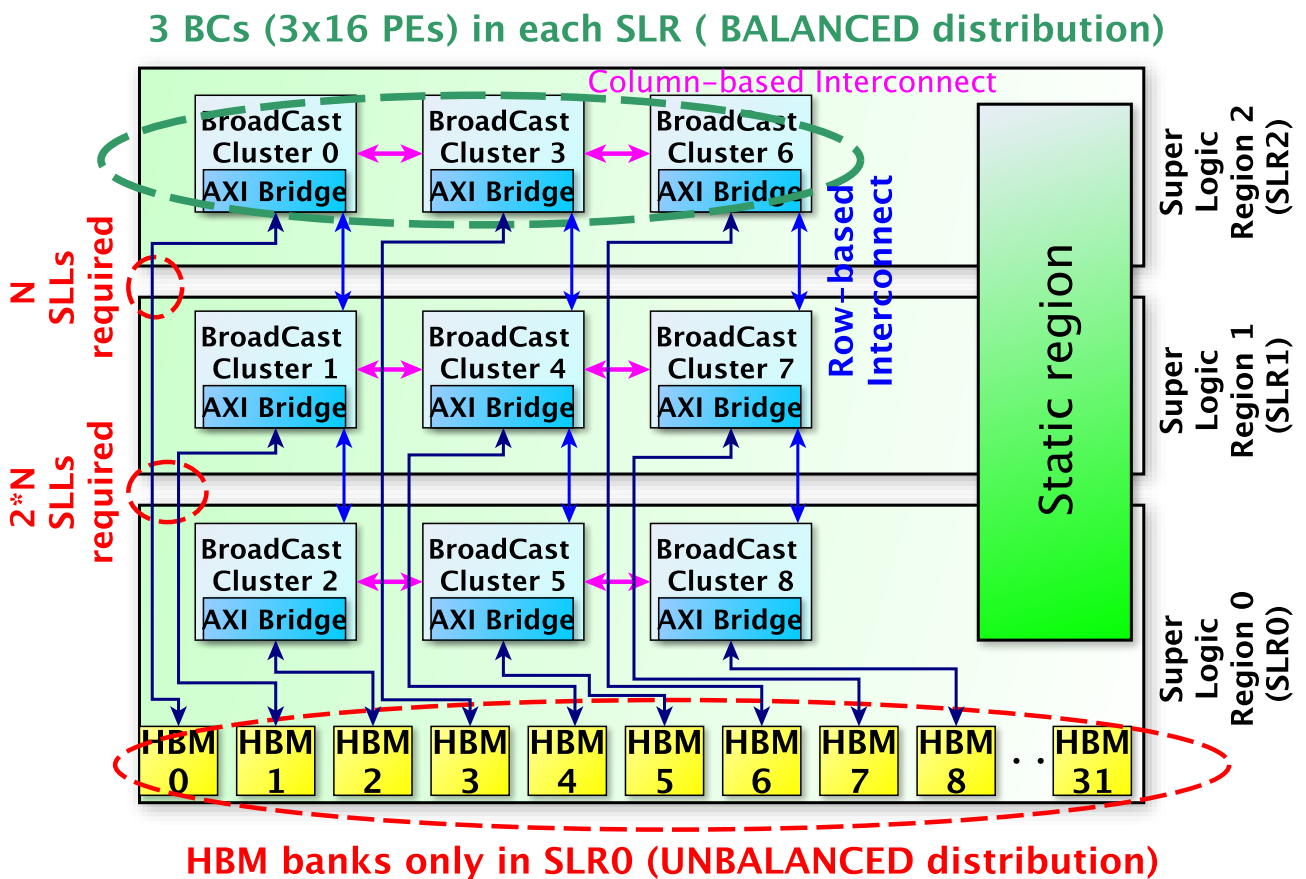 3 BCs (3x16 PEs) in each SLR ( BALANCED distribution)
Column-based Interconnect
BroadCast
Cluster 0
AXI Bridge
BroadCast
Cluster 3
AXI Bridge
BroadCast
Cluster 6
AXI Bridge
Super
Logic
Region 2
(SLR2)
Row-based
Interconnect
N
SLLs
required
BroadCast
Cluster 1
AXI Bridge
BroadCast
Cluster 4
AXI Bridge
BroadCast
Cluster 7
AXI Bridge
Static region
Super
Logic
Region 1
(SLR1)
2*N
SLLs
required
BroadCast
Cluster 2
AXI Bridge
BroadCast
Cluster 5
AXI Bridge
BroadCast
Cluster 8
AXI Bridge
Super
Logic
Region 0
(SLR0)
HBM
0
HBM
1
HBM
2
HBM
3
HBM
4
HBM
5
HBM
6
HBM
7
HBM
8
. .
HBM
31
HBM banks only in SLR0 (UNBALANCED distribution)